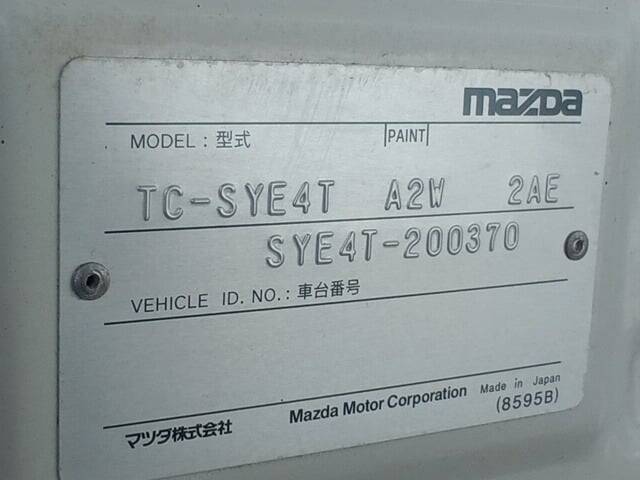 mazda
MODEL : 型式 PAINT
TC-SYE4T A2W 2AE
SYE4T-200370
VEHICLE ID. NO. : 車台番号
マツダ株式会社 Mazda Motor Corporation Made in Japan
(8595B)